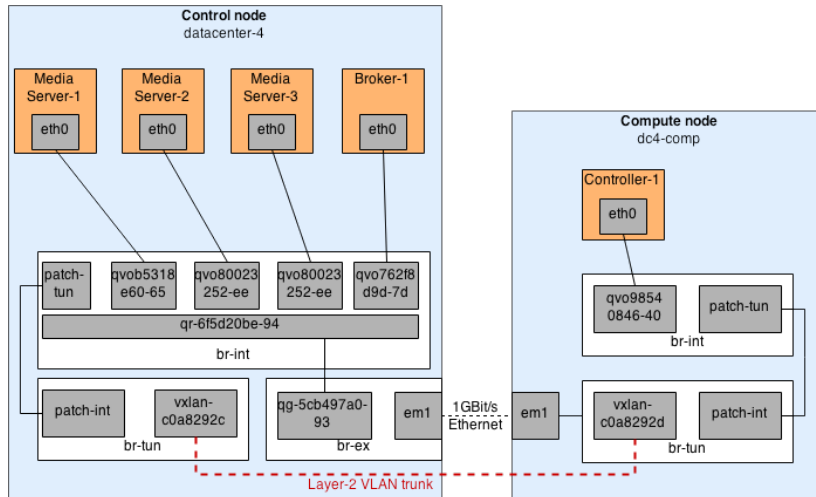 Control node
datacenter-4
Media
Server-1
eth0
Media
Server-2
eth0
Media
Server-3
eth0
Broker-1
eth0
patch-
tun
qvob5318
e60-65
qvo80023
252-ee
qvo80023
252-ee
qvo762f8
d9d-7d
qr-6f5d20be-94
br-int
patch-int
vxlan-
c0a8292c
br-tun
qg-5cb497a0-
93
em1
br-ex
1GBit/s
Ethernet
Layer-2 VLAN trunk
Compute node
dc4-comp
Controller-1
eth0
qvo9854
0846-40
patch-tun
br-int
em1
vxlan-
c0a8292d
patch-int
br-tun